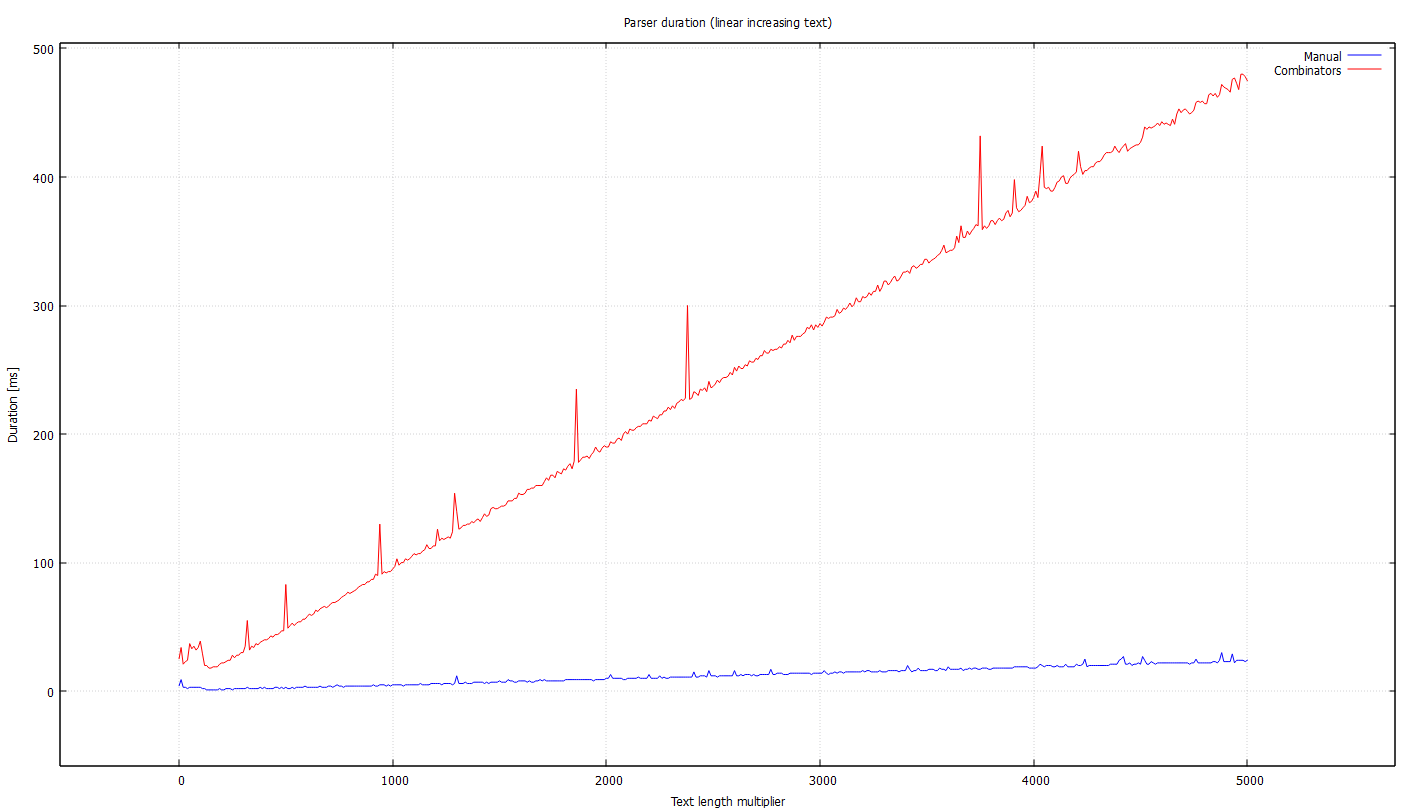 Parser duration (linear increasing text)
Manual
Combinators
500
400
300
200
100
0
Duration [ms]
0 1000 2000 3000 4000 5000
Text length multiplier